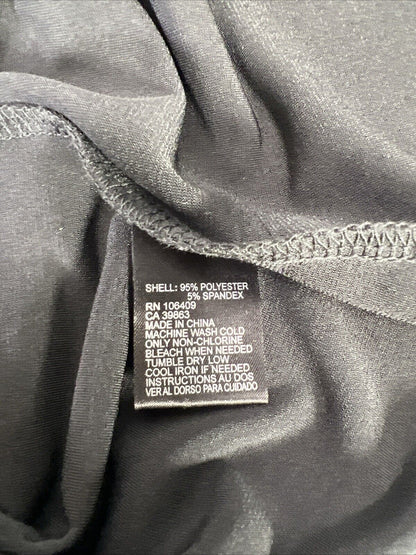 SHELL: 95% POLYESTER
5% SPANDEX
RN 106409
CA 39863
MADE IN CHINA
MACHINE WASH COLD
ONLY NON-CHLORINE
BLEACH WHEN NEEDED
TUMBLE DRY LOW
COOL IRON IF NEEDED
INSTRUCTIONS AU DOS
VER AL DORSO PARA CUIDADO